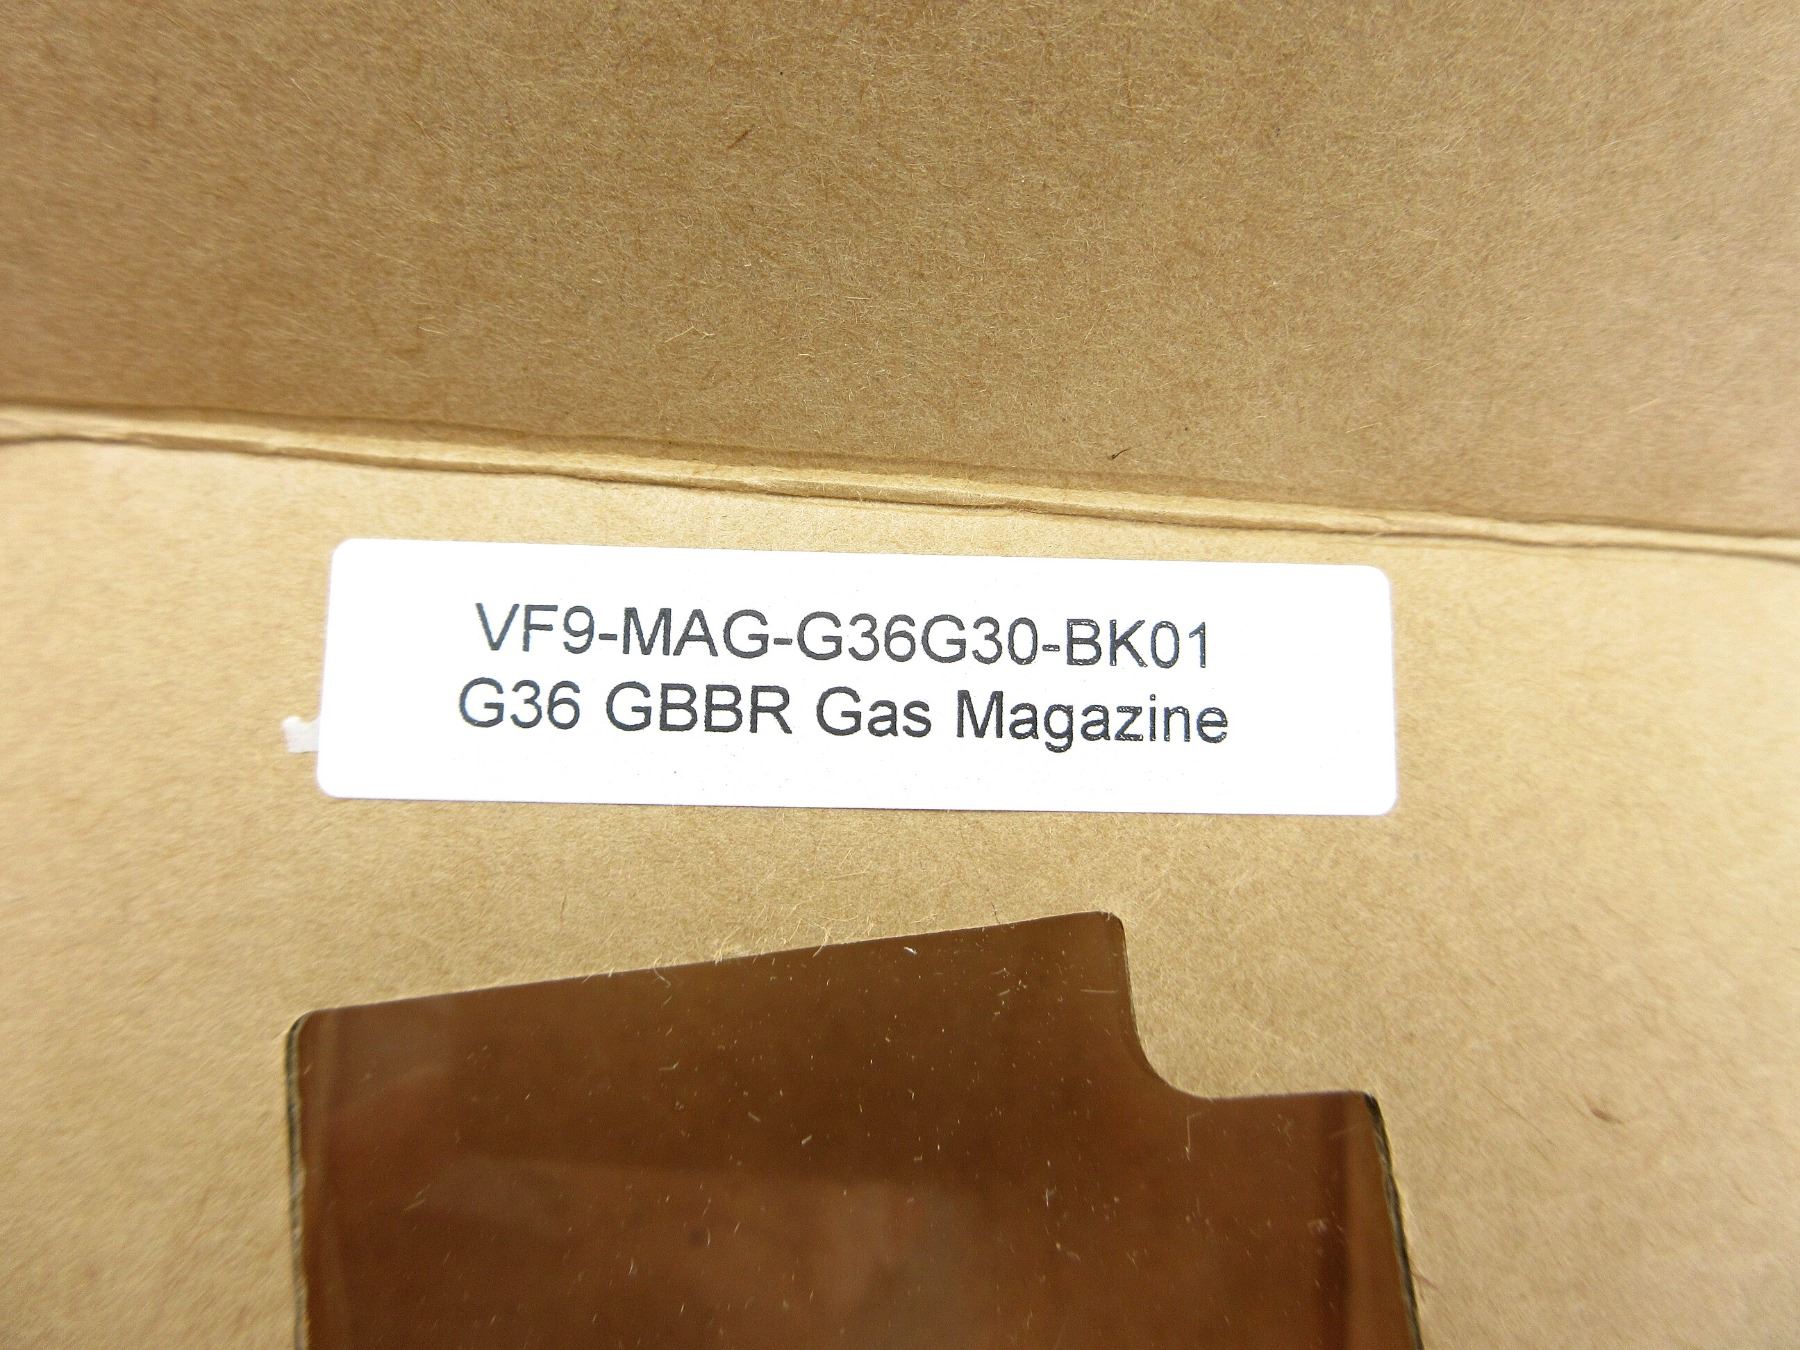 VF9-MAG-G36G30-BK01
G36 GBBR Gas Magazine